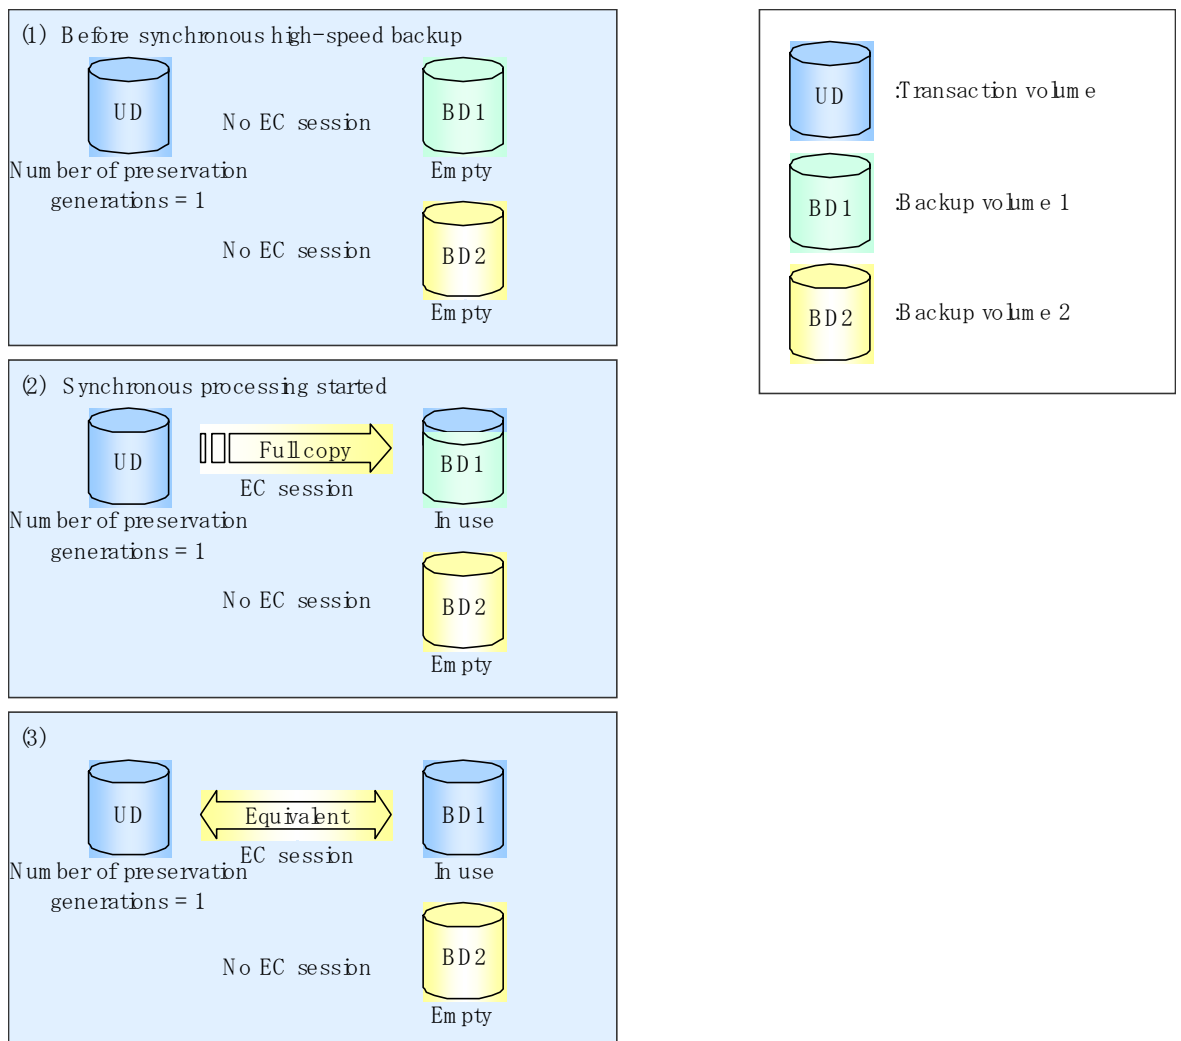 (1) Before synchronous high-speed backup
UD
No EC session
BD1
Number of preservation
generations = 1
Empty
No EC session
BD2
Empty
(2) Synchronous processing started
UD
Full copy
EC session
BD1
Number of preservation
generations = 1
In use
No EC session
BD2
Empty
(3)
UD
Equivalent
EC session
BD1
Number of preservation
generations = 1
In use
No EC session
BD2
Empty
UD
:Transaction volume
BD1
:Backup volume 1
BD2
:Backup volume 2